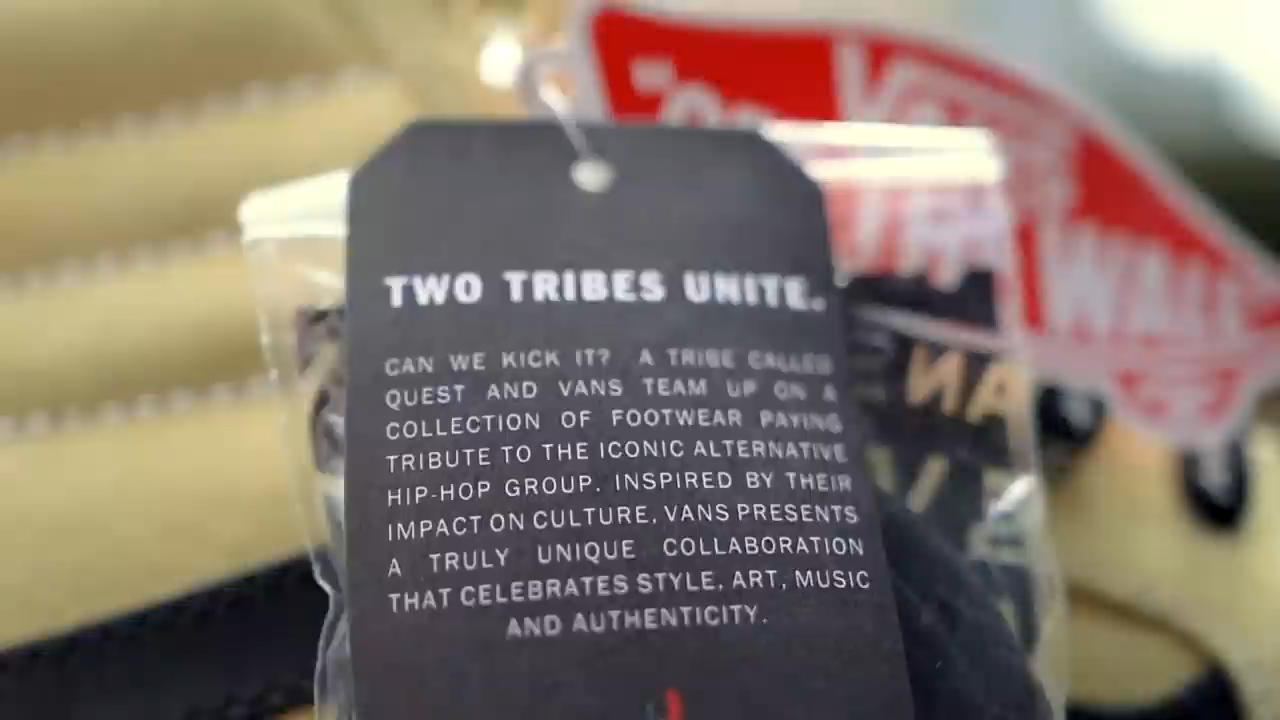 TWO TRIBES UNITE.
CAN WE KICK IT? A TRIBE CALLED
QUEST AND VANS TEAM UP ON A
COLLECTION OF FOOTWEAR PAYING
TRIBUTE TO THE ICONIC ALTERNATIVE
HIP-HOP GROUP. INSPIRED BY THEIR
IMPACT ON CULTURE, VANS PRESENTS
A TRULY UNIQUE COLLABORATION
THAT CELEBRATES STYLE, ART, MUSIC
AND AUTHENTICITY.
WALL